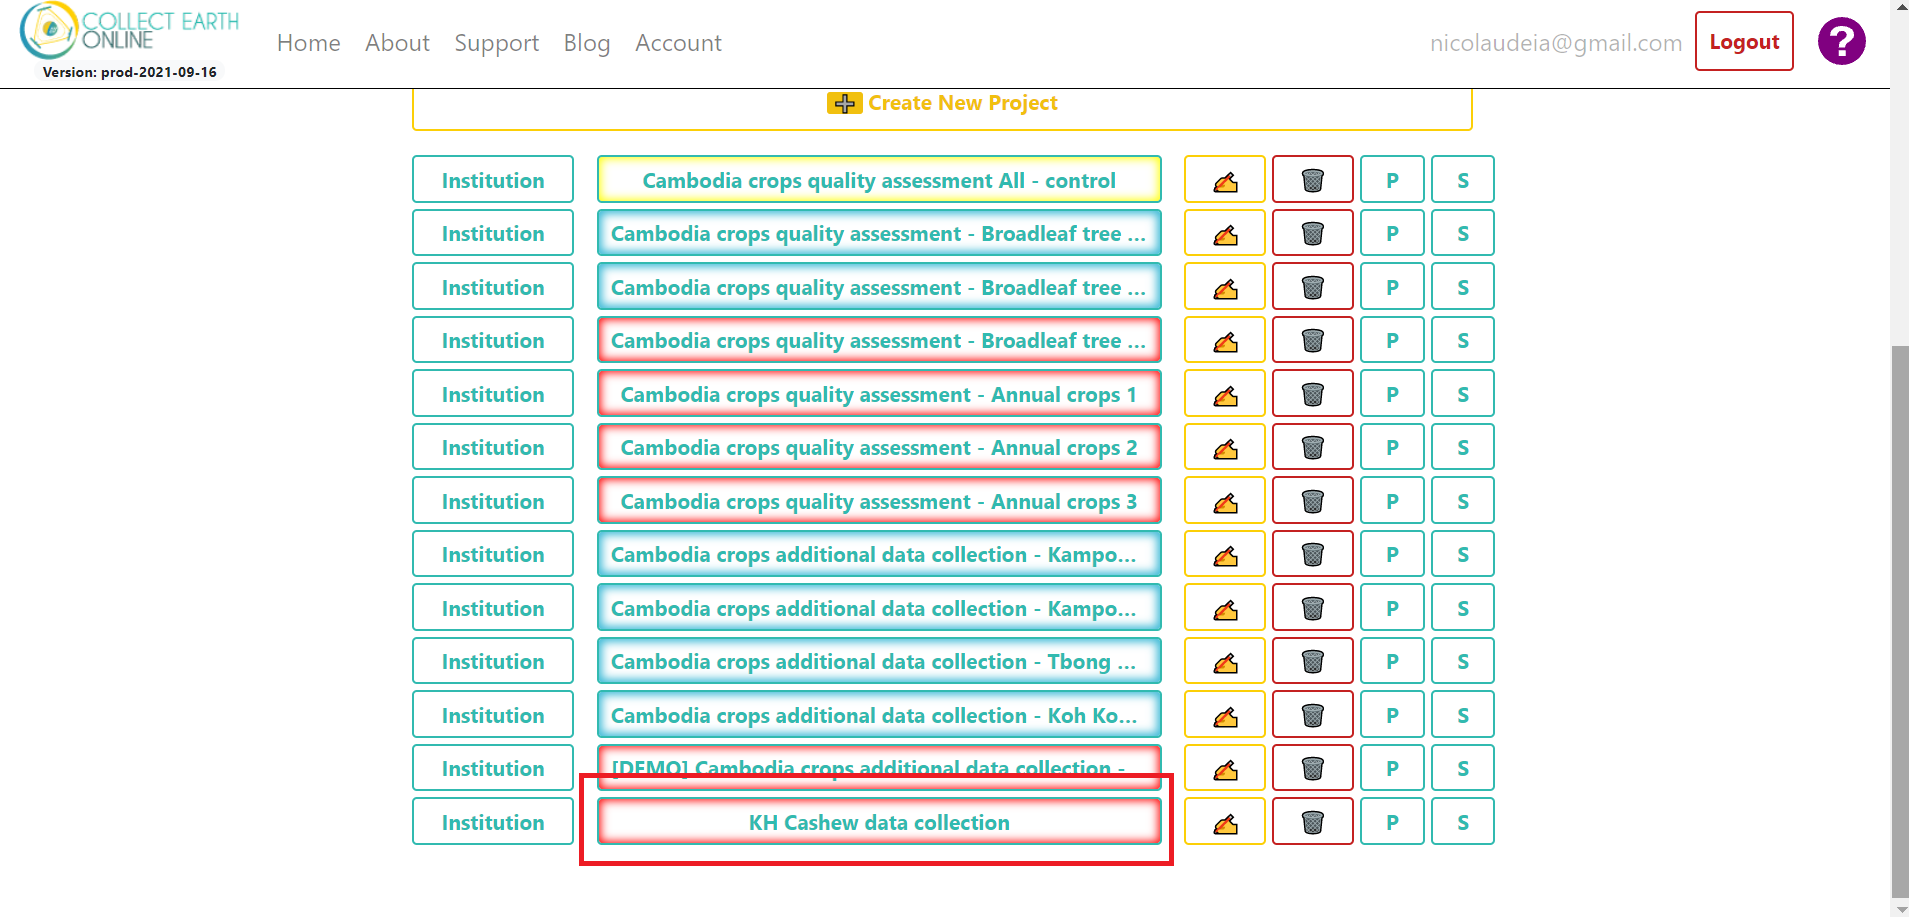 COLLECT EARTH
ONLINE
Version: prod-2021-09-16
Home About Support Blog Account
nicolaudeia@gmail.com Logout ?
Create New Project
Institution Cambodia crops quality assessment All - control P S
Institution Cambodia crops quality assessment - Broadleaf tree ... P S
Institution Cambodia crops quality assessment - Broadleaf tree ... P S
Institution Cambodia crops quality assessment - Broadleaf tree ... P S
Institution Cambodia crops quality assessment - Annual crops 1 P S
Institution Cambodia crops quality assessment - Annual crops 2 P S
Institution Cambodia crops quality assessment - Annual crops 3 P S
Institution Cambodia crops additional data collection - Kampo... P S
Institution Cambodia crops additional data collection - Kampo... P S
Institution Cambodia crops additional data collection - Tbong ... P S
Institution Cambodia crops additional data collection - Koh Ko... P S
Institution [DEMO] Cambodia crops additional data collection - P S
Institution KH Cashew data collection P S